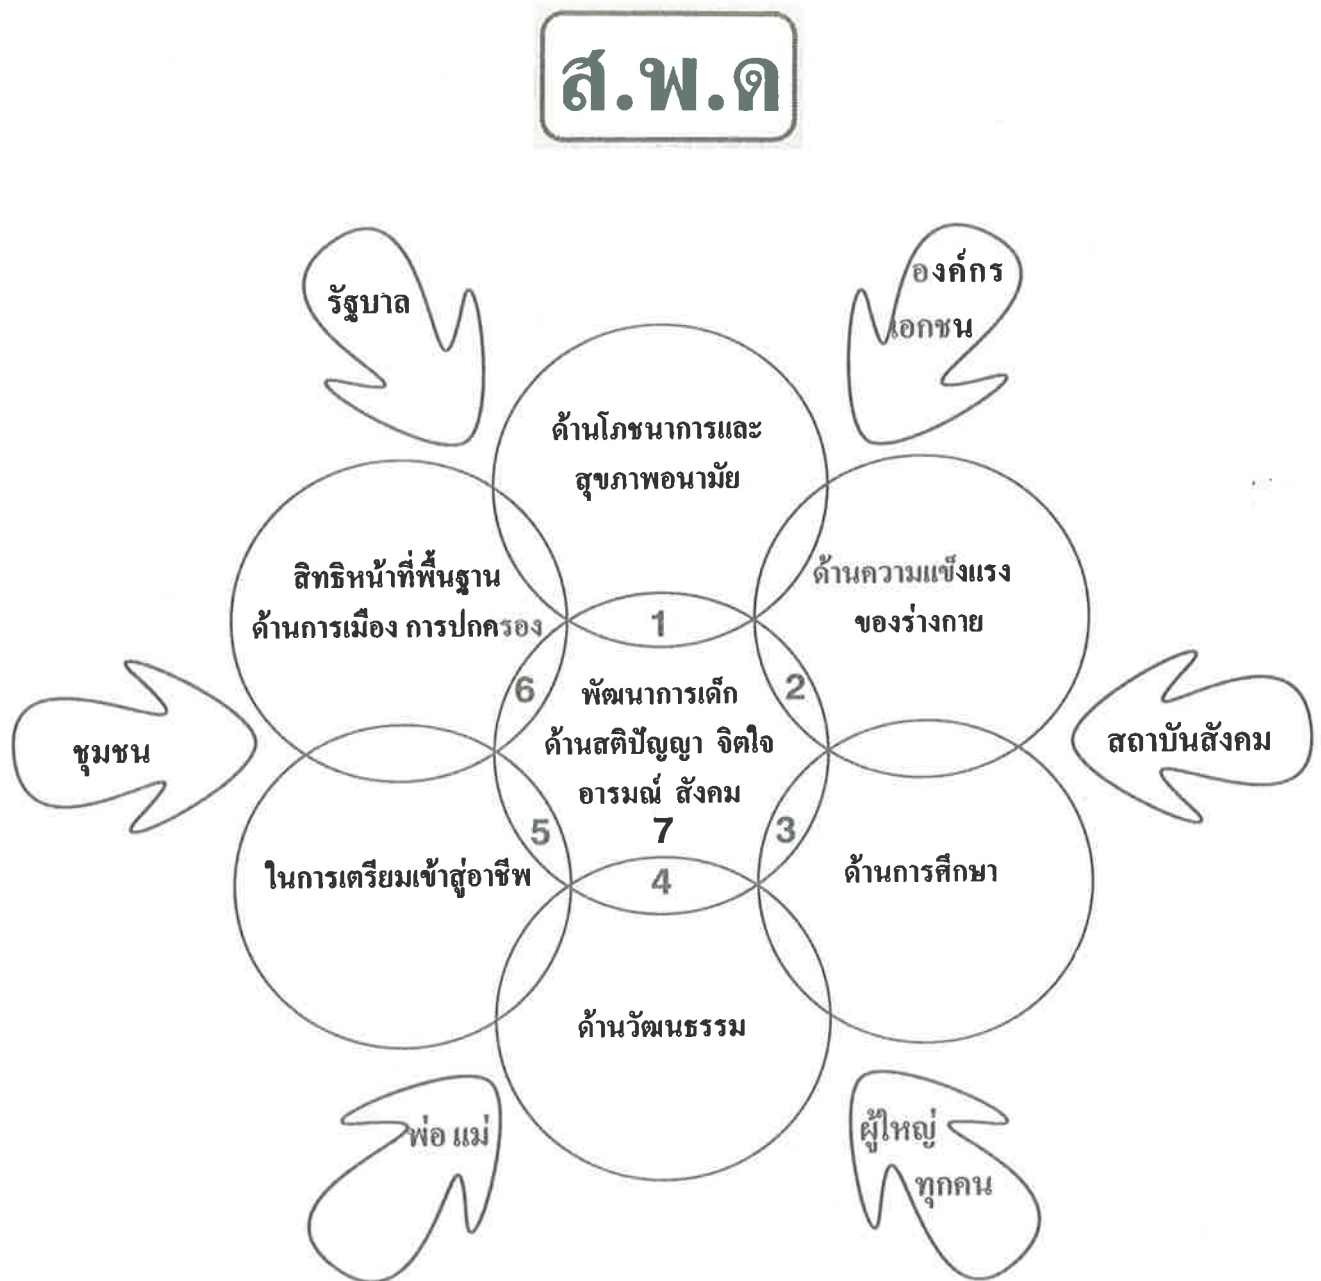 ส.พ.ด
รัฐบาล
องค์กร
เอกชน
ด้านโภชนาการและ
สุขภาพอนามัย
สิทธิหน้าที่พื้นฐาน
ด้านการเมือง การปกครอง
ด้านความแข็งแรง
ของร่างกาย
1
6
2
พัฒนาการเด็ก
ด้านสติปัญญา จิตใจ
อารมณ์ สังคม
7
ชุมชน
สถาบันสังคม
5
3
4
ในการเตรียมเข้าสู่อาชีพ
ด้านการศึกษา
ด้านวัฒนธรรม
พ่อ แม่
ผู้ใหญ่
ทุกคน